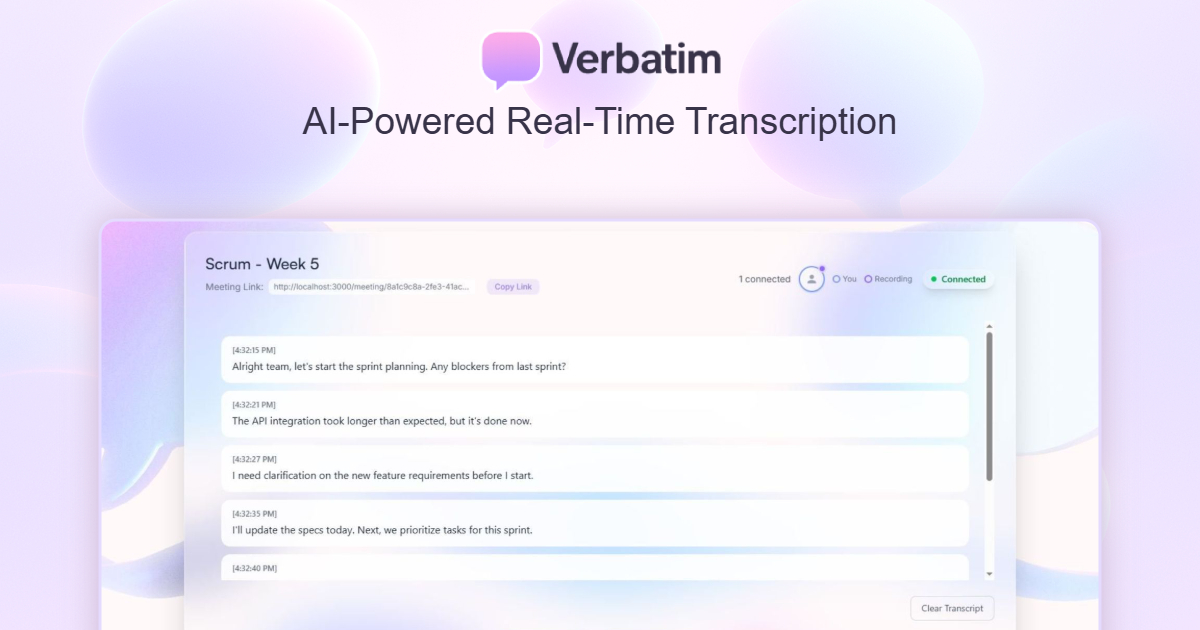 Verbatim
AI-Powered Real-Time Transcription
Scrum - Week 5
Meeting Link: http://localhost:3000/meeting/8a1c9c8a-2fe3-41ac... Copy Link
1 connected You Recording Connected
[4:32:15 PM]
Alright team, let's start the sprint planning. Any blockers from last sprint?
[4:32:21 PM]
The API integration took longer than expected, but it's done now.
[4:32:27 PM]
I need clarification on the new feature requirements before I start.
[4:32:35 PM]
I'll update the specs today. Next, we prioritize tasks for this sprint.
[4:32:40 PM]
Clear Transcript